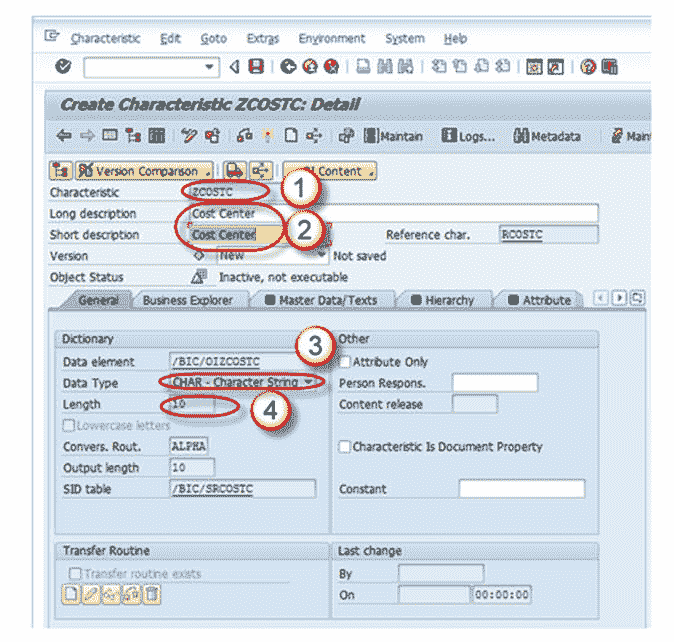 Characteristic Edit Goto Extras Environment System Help
Create Characteristic ZCOSTC: Detail
Maintain Logs... Metadata Main
Version Comparison BI Content
Characteristic ZCOSTC 1
Long description Cost Center
Short description Cost Center 2 Reference char. RCOSTC
Version New Not saved
Object Status Inactive, not executable
General Business Explorer Master Data/Texts Hierarchy Attribute
Dictionary 3 Other
Data element /BIC/OIZCOSTC Attribute Only
Data Type CHAR - Character String Person Respons.
Length 10 4 Content release
Lowercase letters
Convers. Rout. ALPHA Characteristic Is Document Property
Output length 10
SID table /BIC/SRCOSTC Constant
Transfer Routine Last change
Transfer routine exists By
On 00:00:00